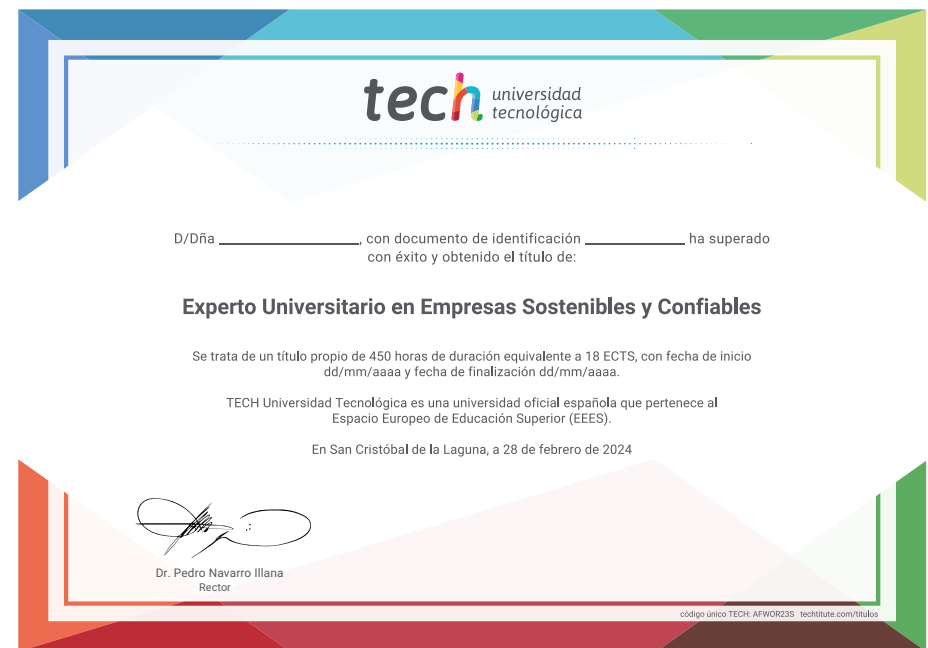 tech universidad
tecnológica
D/Dña ____________________, con documento de identificación ______________ ha superado
con éxito y obtenido el título de:
Experto Universitario en Empresas Sostenibles y Confiables
Se trata de un título propio de 450 horas de duración equivalente a 18 ECTS, con fecha de inicio
dd/mm/aaaa y fecha de finalización dd/mm/aaaa.
TECH Universidad Tecnológica es una universidad oficial española que pertenece al
Espacio Europeo de Educación Superior (EEES).
En San Cristóbal de la Laguna, a 28 de febrero de 2024
Dr. Pedro Navarro Illana
Rector
código único TECH: AFWOR23S techtitute.com/titulos